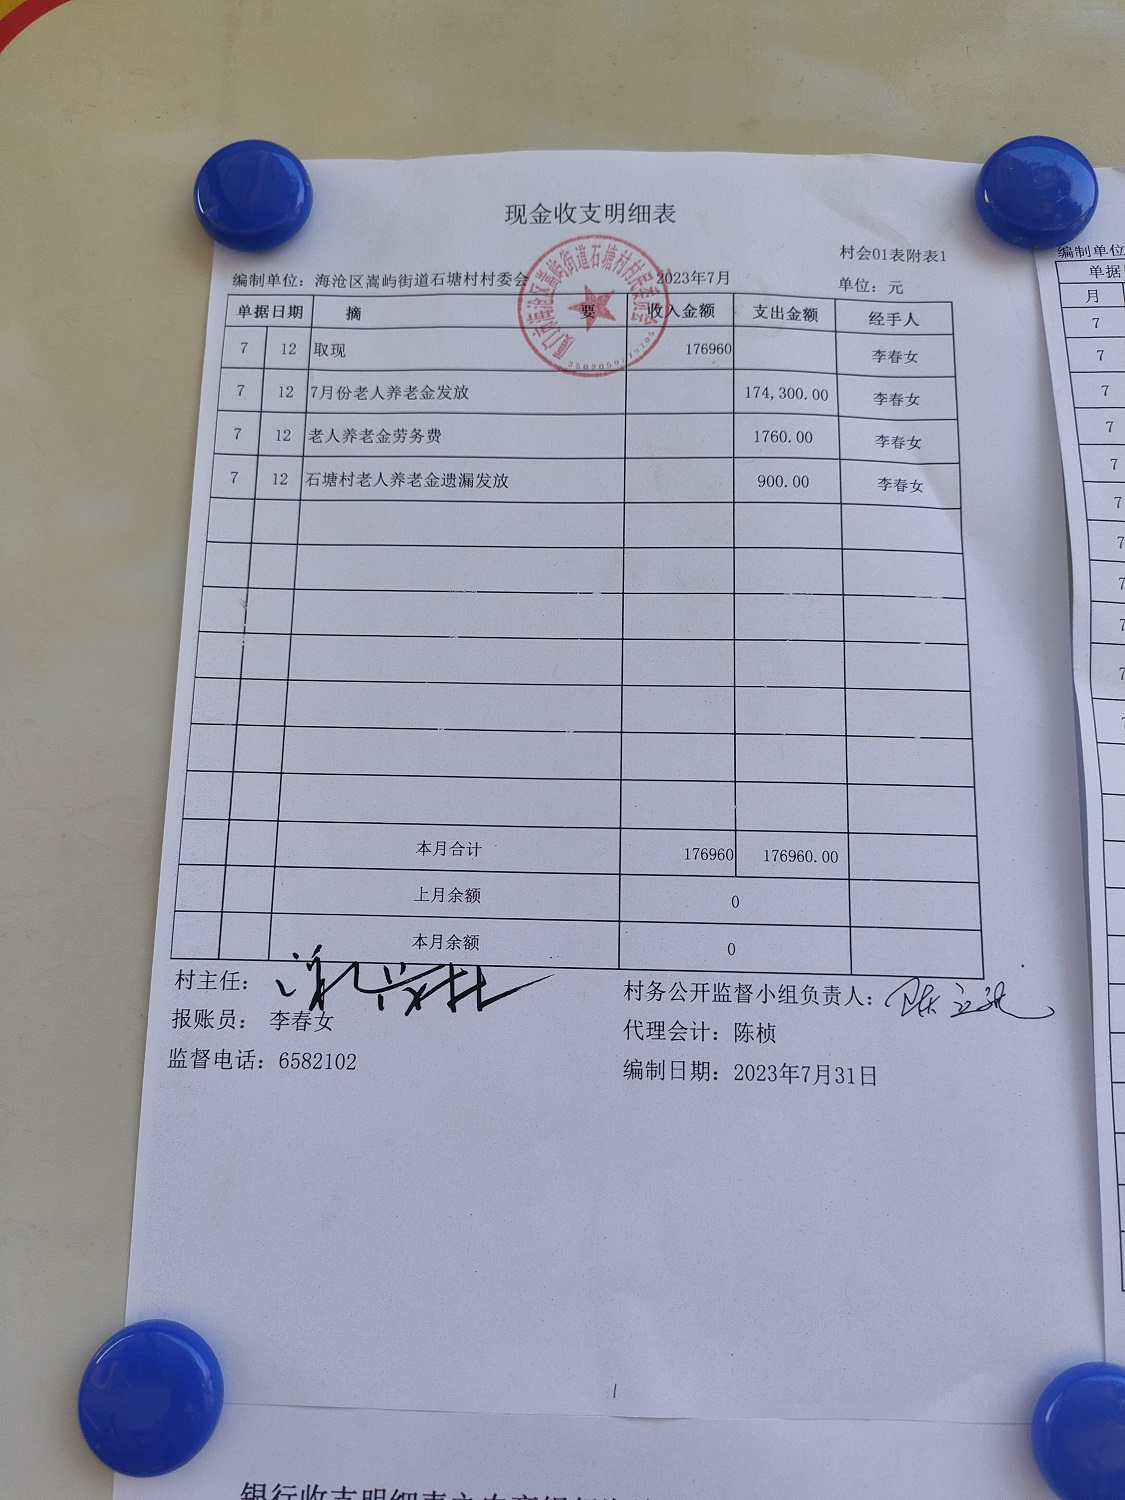 现金收支明细表
村会01表附表1
编制单位：海沧区嵩屿街道石塘村村委会 2023年7月 单位：元
单据日期 摘 要 收入金额 支出金额 经手人
7 12 取现 176960 李春女
7 12 7月份老人养老金发放 174,300.00 李春女
7 12 老人养老金劳务费 1760.00 李春女
7 12 石塘村老人养老金遗漏发放 900.00 李春女
本月合计 176960 176960.00
上月余额 0
本月余额 0
村主任：
村务公开监督小组负责人：
报账员：李春女
代理会计：陈桢
监督电话：6582102
编制日期：2023年7月31日
1
编制单位
单据
月
7
7
7
7
7
7
7
7
7
7
7